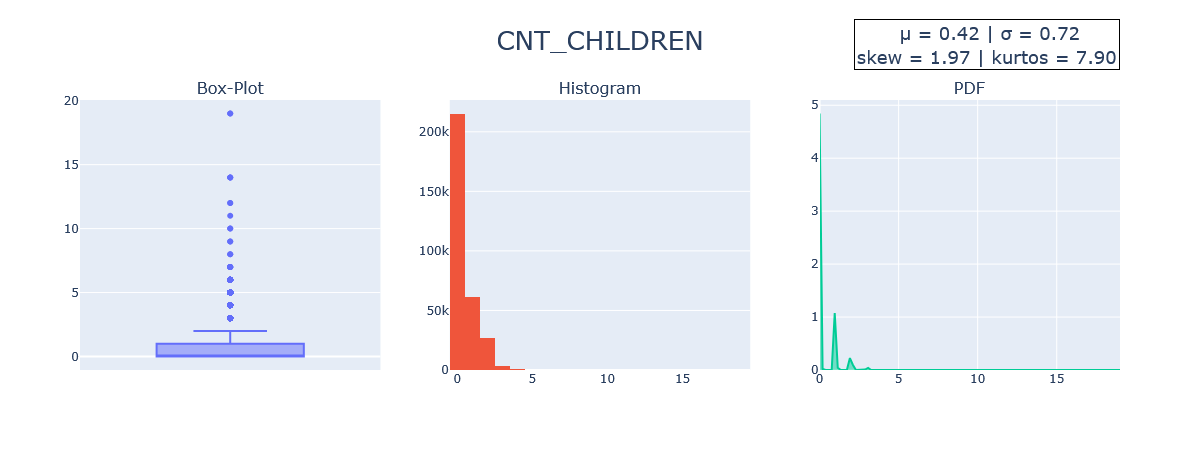 CNT_CHILDREN
μ = 0.42 | σ = 0.72
skew = 1.97 | kurtos = 7.90
Box-Plot
20
15
10
5
0
Histogram
200k
150k
100k
50k
0
0 5 10 15
PDF
5
4
3
2
1
0
0 5 10 15